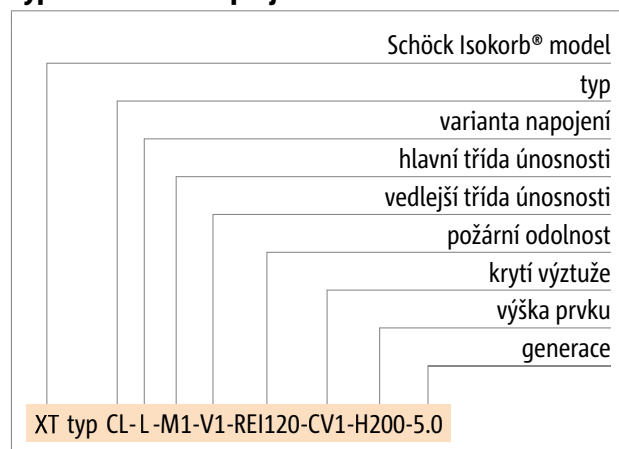 Schöck Isokorb® model
typ
varianta napojení
hlavní třída únosnosti
vedlejší třída únosnosti
požární odolnost
krytí výztuže
výška prvku
generace
XT typ CL- L -M1-V1-REI120-CV1-H200-5.0